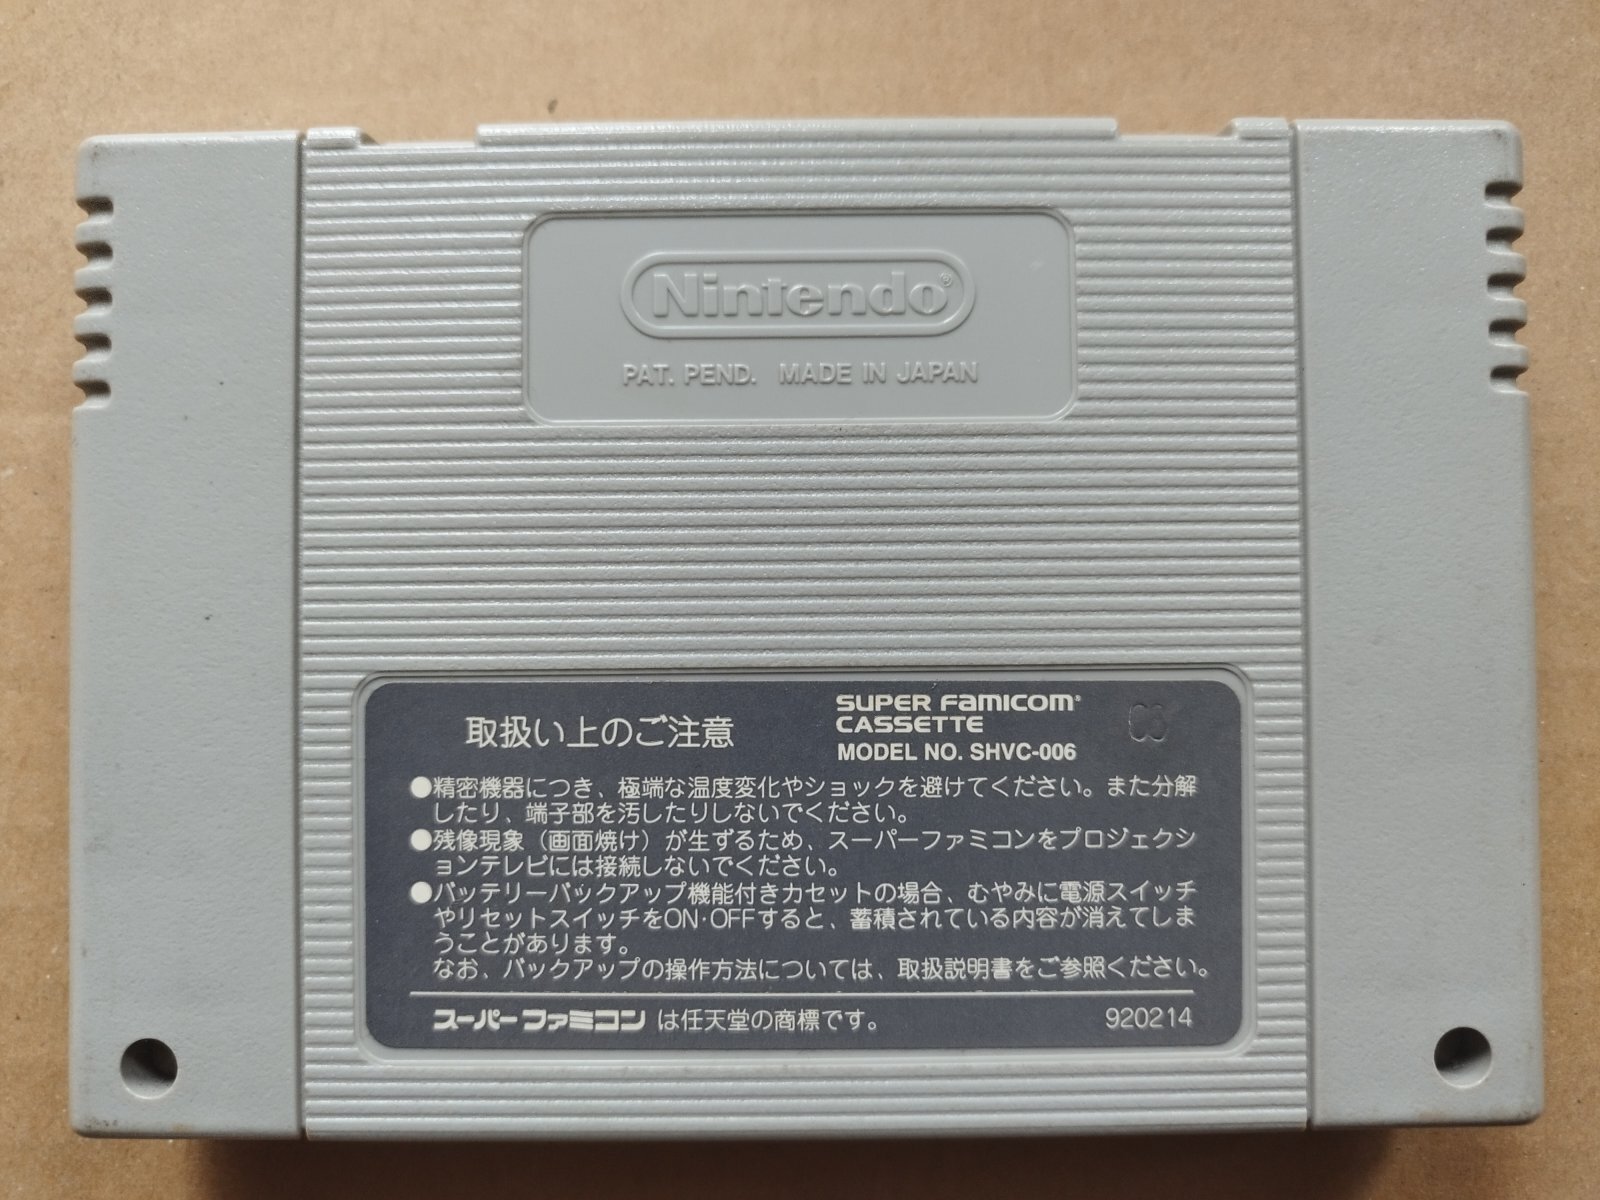 Nintendo®
PAT. PEND. MADE IN JAPAN
取扱い上のご注意
SUPER FAMICOM®
CASSETTE
MODEL NO. SHVC-006
●精密機器につき、極端な温度変化やショックを避けてください。また分解
したり、端子部を汚したりしないでください。
●残像現象（画面焼け）が生ずるため、スーパーファミコンをプロジェクシ
ョンテレビには接続しないでください。
●バッテリーバックアップ機能付きカセットの場合、むやみに電源スイッチ
やリセットスイッチをON·OFFすると、蓄積されている内容が消えてしま
うことがあります。
なお、バックアップの操作方法については、取扱説明書をご参照ください。
スーパーファミコン は任天堂の商標です。
920214